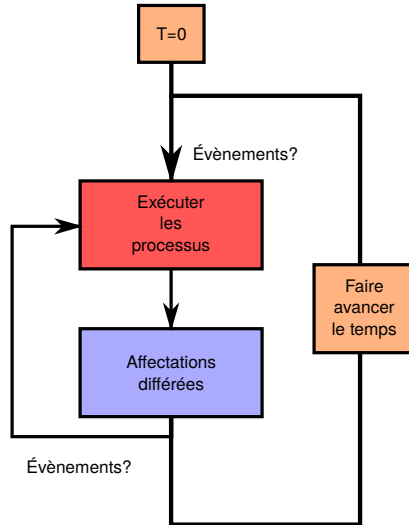 T=0
Évènements?
Exécuter
les
processus
Faire
avancer
le temps
Affectations
différées
Évènements?